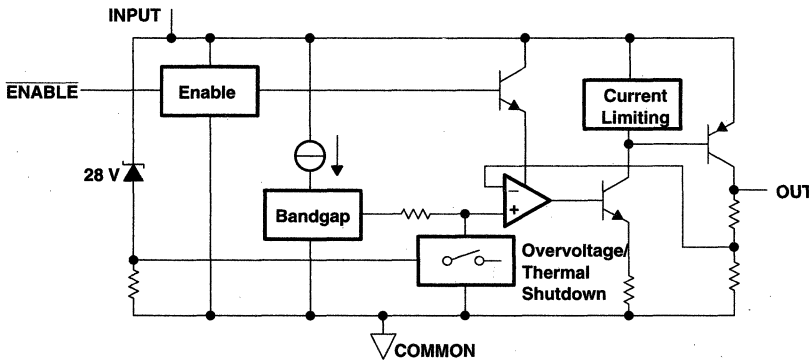 INPUT
ENABLE
Enable
Current
Limiting
28 V
Bandgap
−
+
OUT
Overvoltage/
Thermal
Shutdown
COMMON